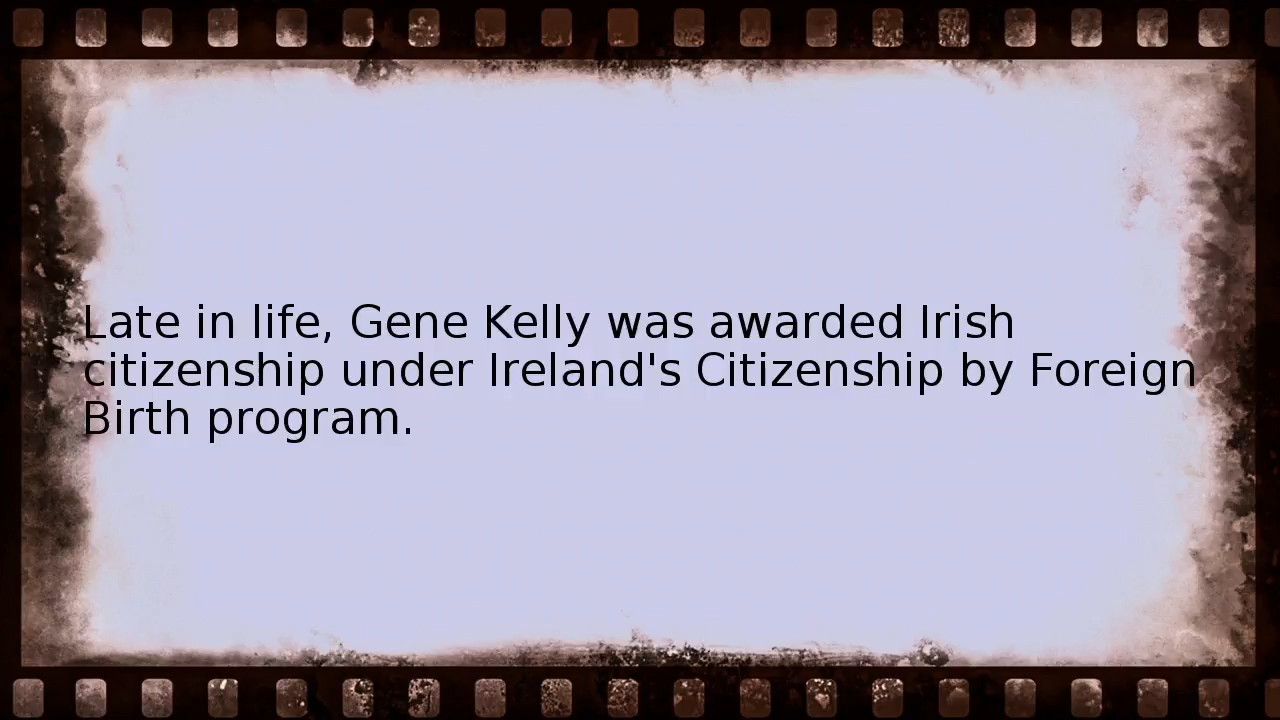 Late in life, Gene Kelly was awarded Irish
citizenship under Ireland's Citizenship by Foreign
Birth program.